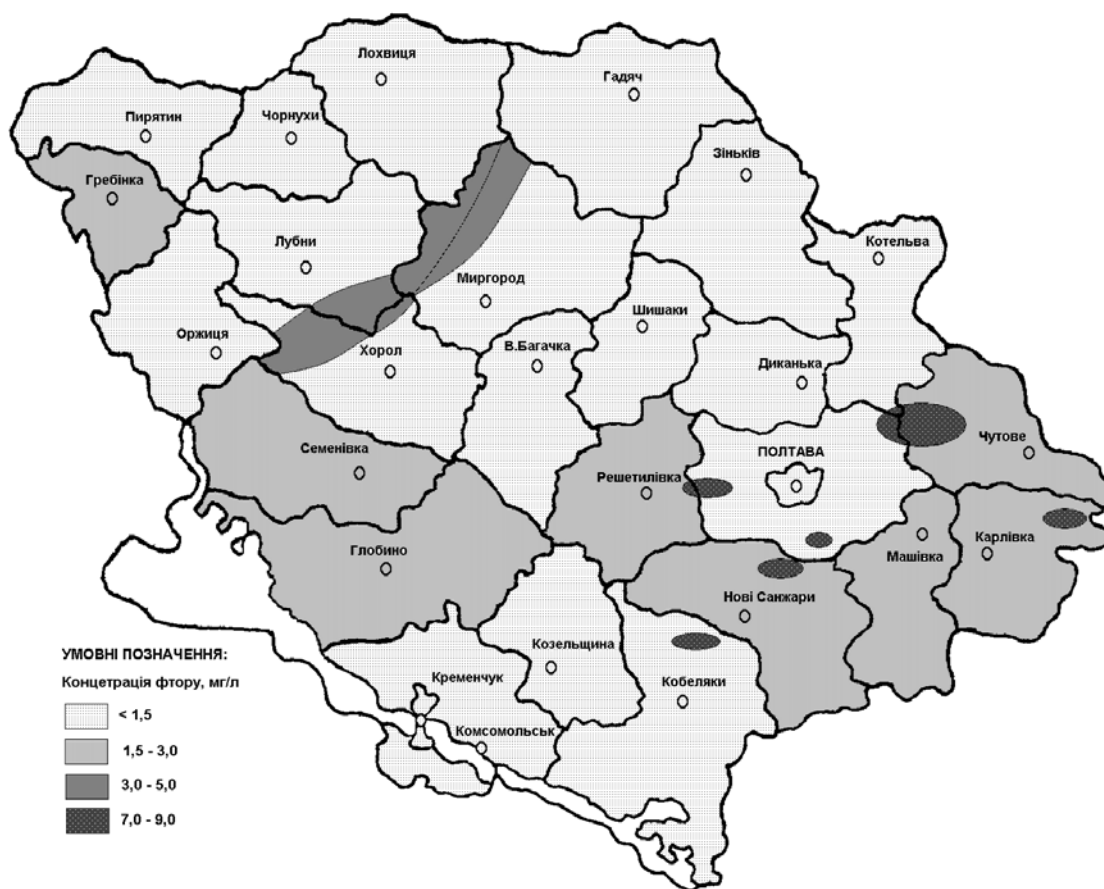 Лохвиця
Гадяч
Пирятин
Чорнухи
Зіньків
Гребінка
Лубни
Котельва
Миргород
Шишаки
Оржиця
Хорол
В.Багачка
Диканька
Чутове
Семенівка
ПОЛТАВА
Решетилівка
Глобино
Машівка
Карлівка
Нові Санжари
Козельщина
Кременчук
Кобеляки
Комсомольськ
УМОВНІ ПОЗНАЧЕННЯ:
Концетрація фтору, мг/л
< 1,5
1,5 - 3,0
3,0 - 5,0
7,0 - 9,0